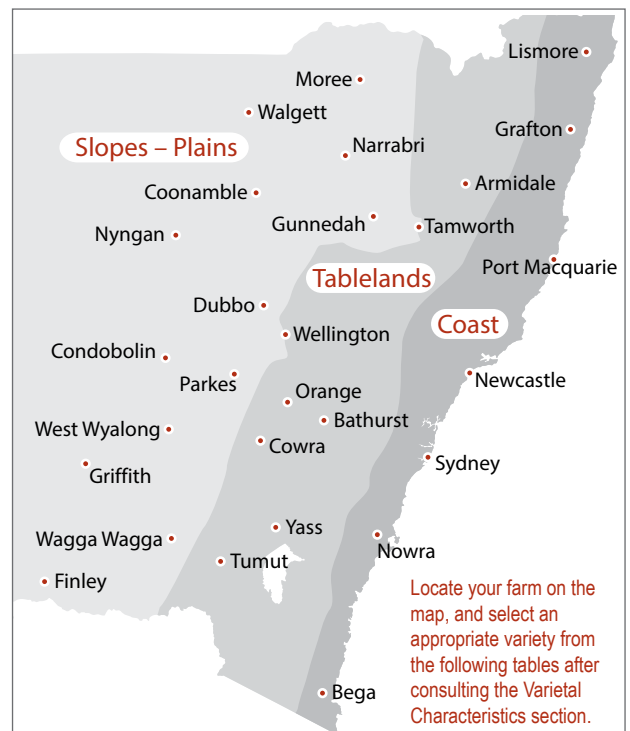 Lismore
Moree
Walgett
Grafton
Slopes – Plains
Narrabri
Armidale
Coonamble
Gunnedah
Tamworth
Nyngan
Port Macquarie
Tablelands
Dubbo
Coast
Wellington
Condobolin
Newcastle
Parkes
Orange
Bathurst
West Wyalong
Cowra
Sydney
Griffith
Yass
Wagga Wagga
Nowra
Tumut
Finley
Locate your farm on the
map, and select an
appropriate variety from
the following tables after
consulting the Varietal
Characteristics section.
Bega